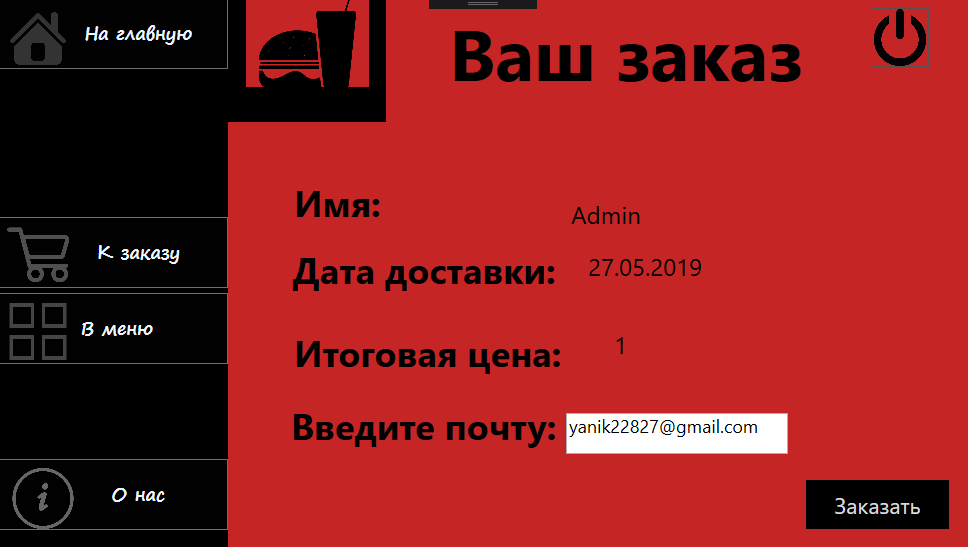 На главную
Ваш заказ
Имя:
Admin
К заказу
Дата доставки: 27.05.2019
В меню
Итоговая цена: 1
Введите почту: yanik22827@gmail.com
О нас
Заказать